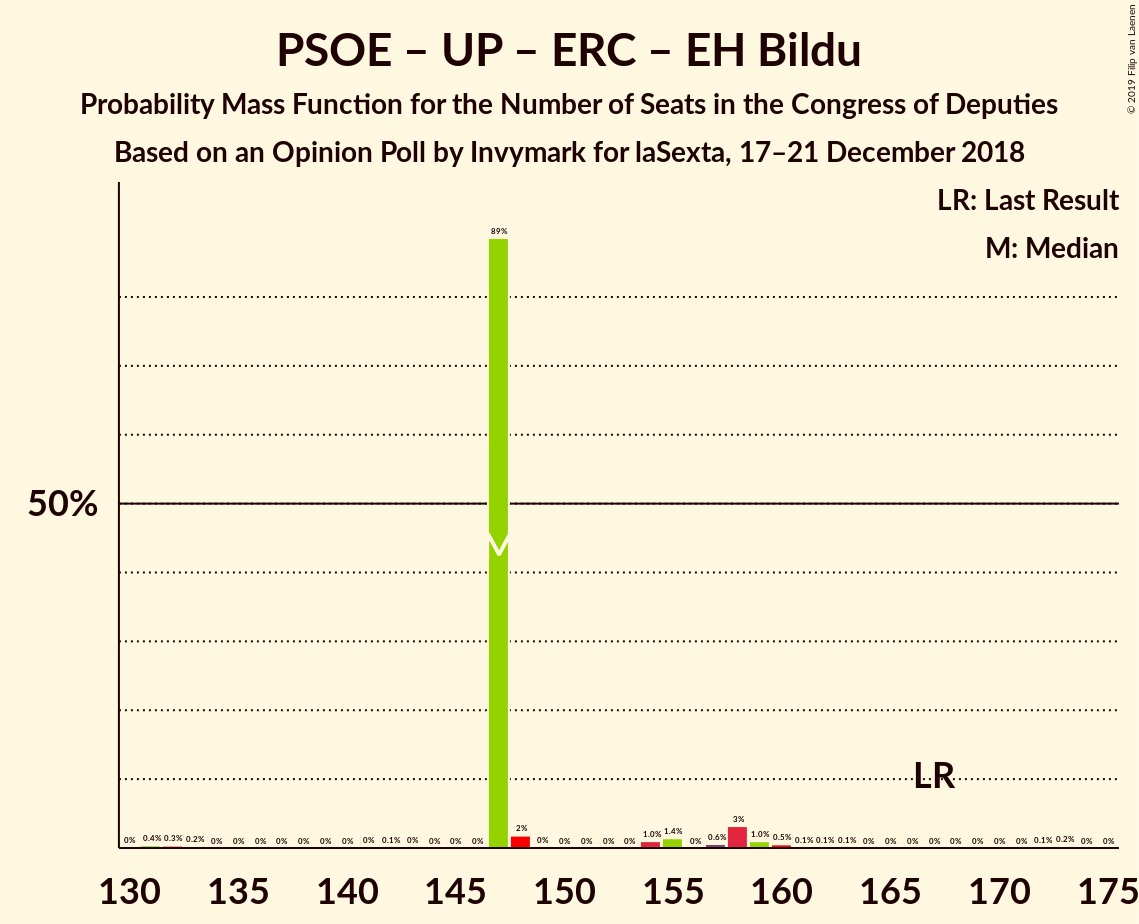 PSOE – UP – ERC – EH Bildu
Probability Mass Function for the Number of Seats in the Congress of Deputies
Based on an Opinion Poll by Invymark for laSexta, 17–21 December 2018
© 2019 Filip van Laenen
LR: Last Result
M: Median
50%
0% 0.4% 0.3% 0.2% 0% 0% 0% 0% 0% 0% 0% 0% 0.1% 0% 0% 0% 0% 89% 2% 0% 0% 0% 0% 0% 1.0% 1.4% 0% 0.6% 3% 1.0% 0.5% 0.1% 0.1% 0.1% 0% 0% 0% 0% 0% 0% 0% 0% 0.1% 0.2% 0% 0%
M
LR
130 135 140 145 150 155 160 165 170 175